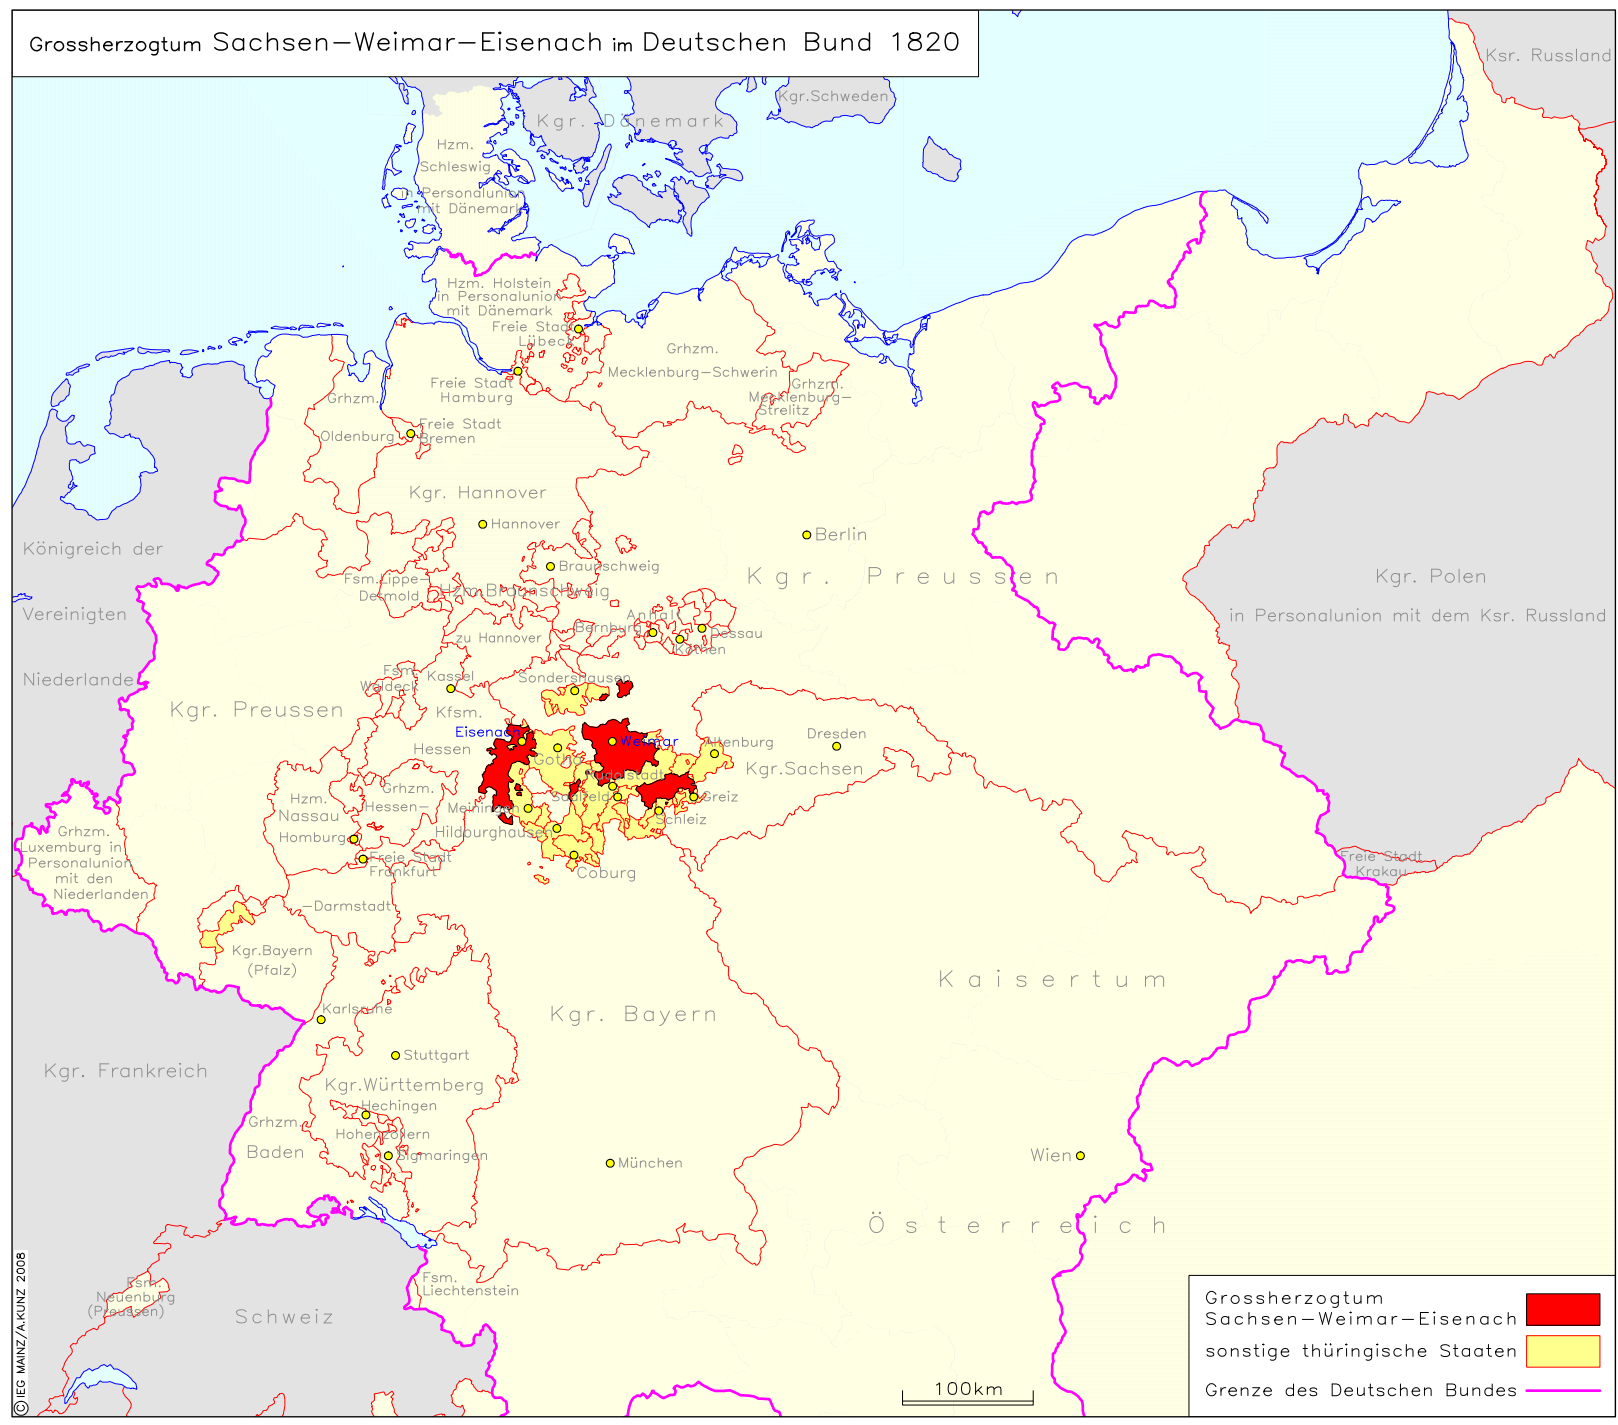 Grossherzogtum Sachsen-Weimar-Eisenach im Deutschen Bund 1820
Ksr. Russland
Kgr.Schweden
Kgr. Dänemark
Hzm.
Schleswig
in Personalunion
mit Dänemark
Hzm. Holstein
in Personalunion
mit Dänemark
Freie Stadt
Lübeck
Grhzm.
Mecklenburg-Schwerin
Grhzm.
Mecklenburg-
Strelitz
Freie Stadt
Hamburg
Grhzm.
Oldenburg
Freie Stadt
Bremen
Kgr. Hannover
Hannover
Berlin
Königreich der
Vereinigten
Niederlande
Braunschweig
Kgr. Preussen
Kgr. Polen
in Personalunion mit dem Ksr. Russland
Fsm.Lippe-
Detmold
Hzm.Braunschweig
Anhalt
Bernburg
Dessau
Köthen
zu Hannover
Fsm.
Waldeck
Kassel
Sondershausen
Kgr. Preussen
Kfsm.
Hessen
Eisenach
Weimar
Altenburg
Dresden
Kgr.Sachsen
Gotha
Rudolstadt
Saalfeld
Greiz
Schleiz
Meiningen
Hildburghausen
Coburg
Grhzm.
Hessen-
Hzm.
Nassau
Homburg
Freie Stadt
Frankfurt
-Darmstadt
Grhzm.
Luxemburg in
Personalunion
mit den
Niederlanden
Freie Stadt
Krakau
Kgr.Bayern
(Pfalz)
Kaisertum
Karlsruhe
Kgr. Bayern
Stuttgart
Kgr. Frankreich
Kgr.Württemberg
Hechingen
Grhzm.
Baden
Hohenzollern
Sigmaringen
München
Wien
Österreich
Fsm.
Liechtenstein
Fsm.
Neuenburg
(Preussen)
Schweiz
Grossherzogtum
Sachsen-Weimar-Eisenach
sonstige thüringische Staaten
Grenze des Deutschen Bundes
100km
© IEG MAINZ/A.KUNZ 2008